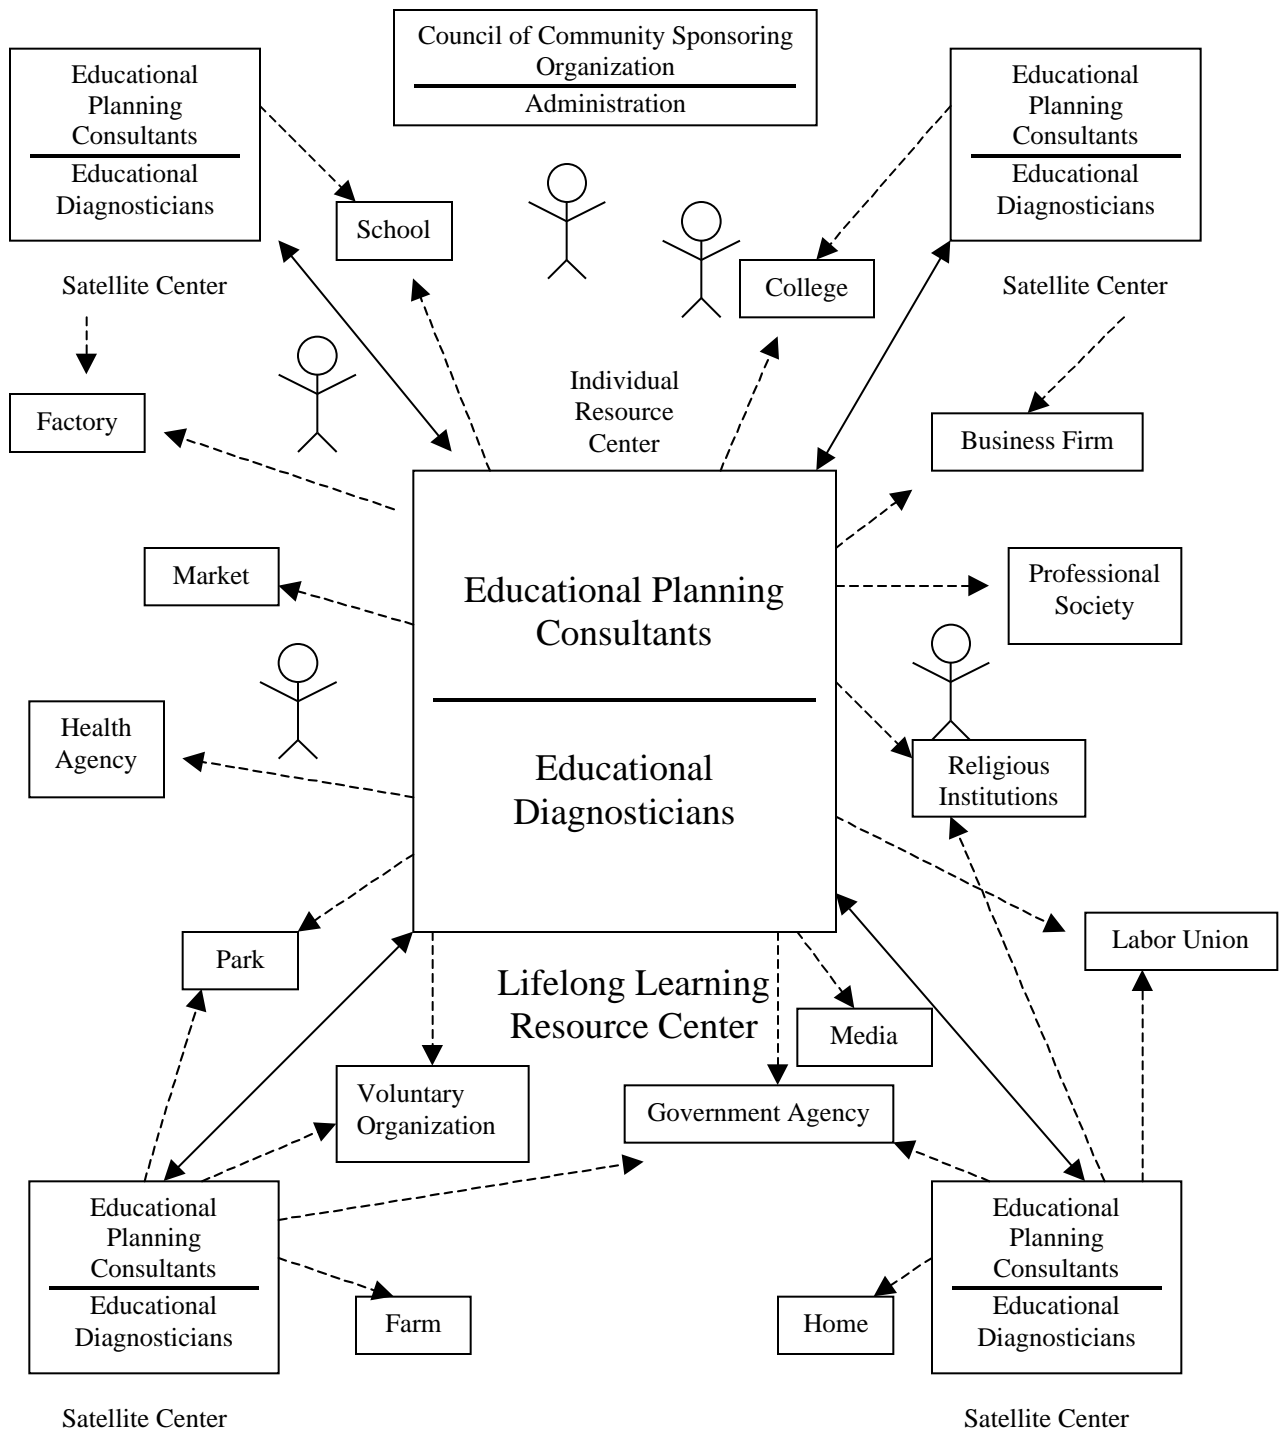 Council of Community Sponsoring
Organization
Administration
Educational
Planning
Consultants
Educational
Diagnosticians
Educational
Planning
Consultants
Educational
Diagnosticians
School
College
Satellite Center
Satellite Center
Individual
Resource
Center
Factory
Business Firm
Market
Professional
Society
Educational Planning
Consultants
Educational
Diagnosticians
Health
Agency
Religious
Institutions
Park
Labor Union
Lifelong Learning
Resource Center
Media
Voluntary
Organization
Government Agency
Educational
Planning
Consultants
Educational
Diagnosticians
Farm
Home
Educational
Planning
Consultants
Educational
Diagnosticians
Satellite Center
Satellite Center